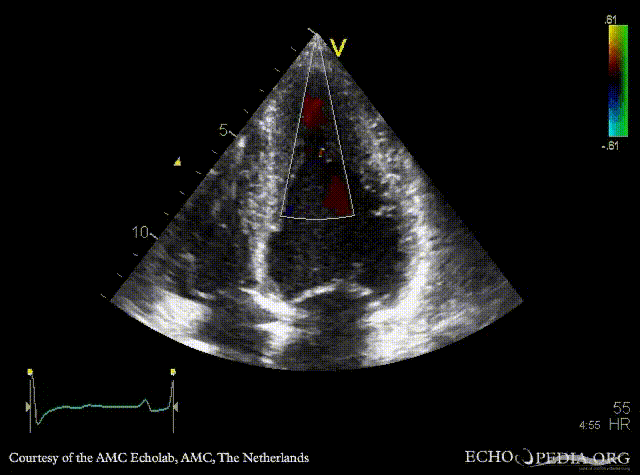 V
.61
-.61
5
10
55
4:55 HR
Courtesy of the AMC Echolab, AMC, The Netherlands
ECHOPEDIA.ORG